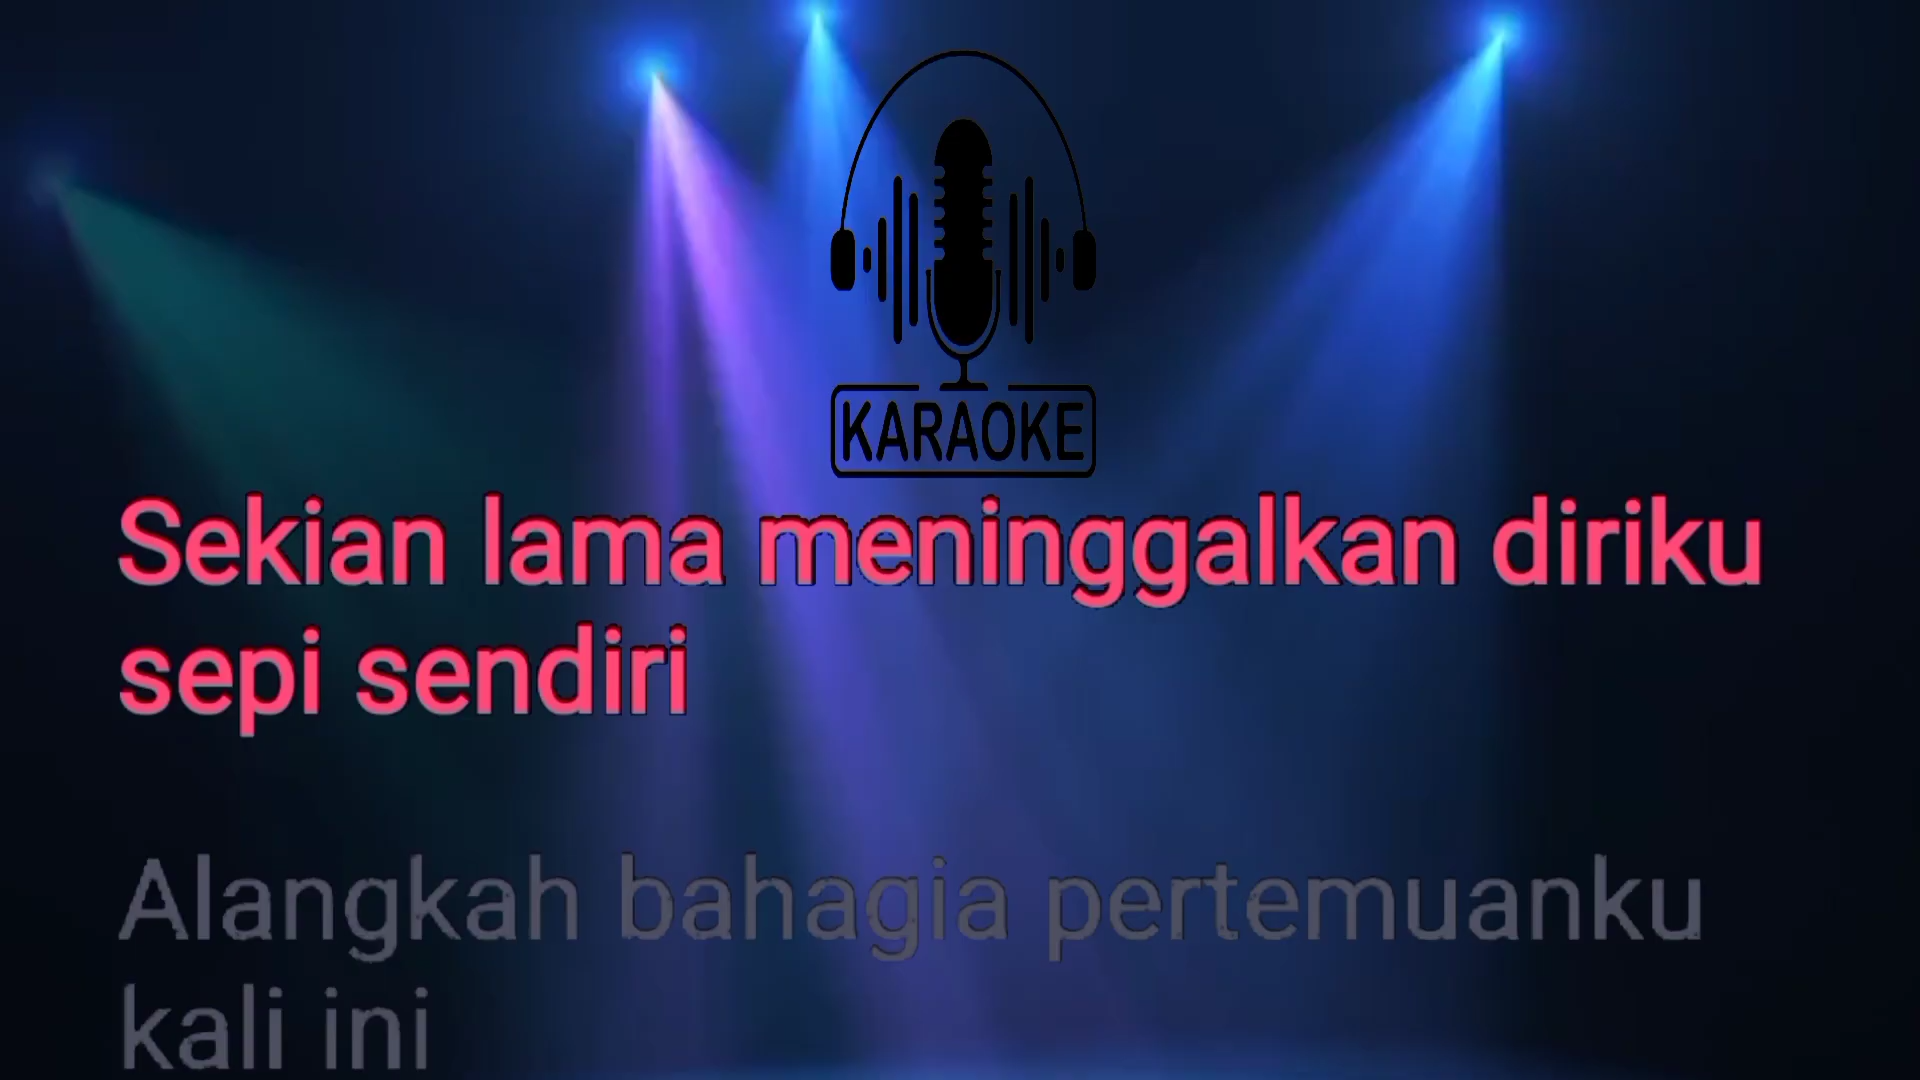 KARAOKE
Sekian lama meninggalkan diriku
sepi sendiri
Alangkah bahagia pertemuanku
kali ini